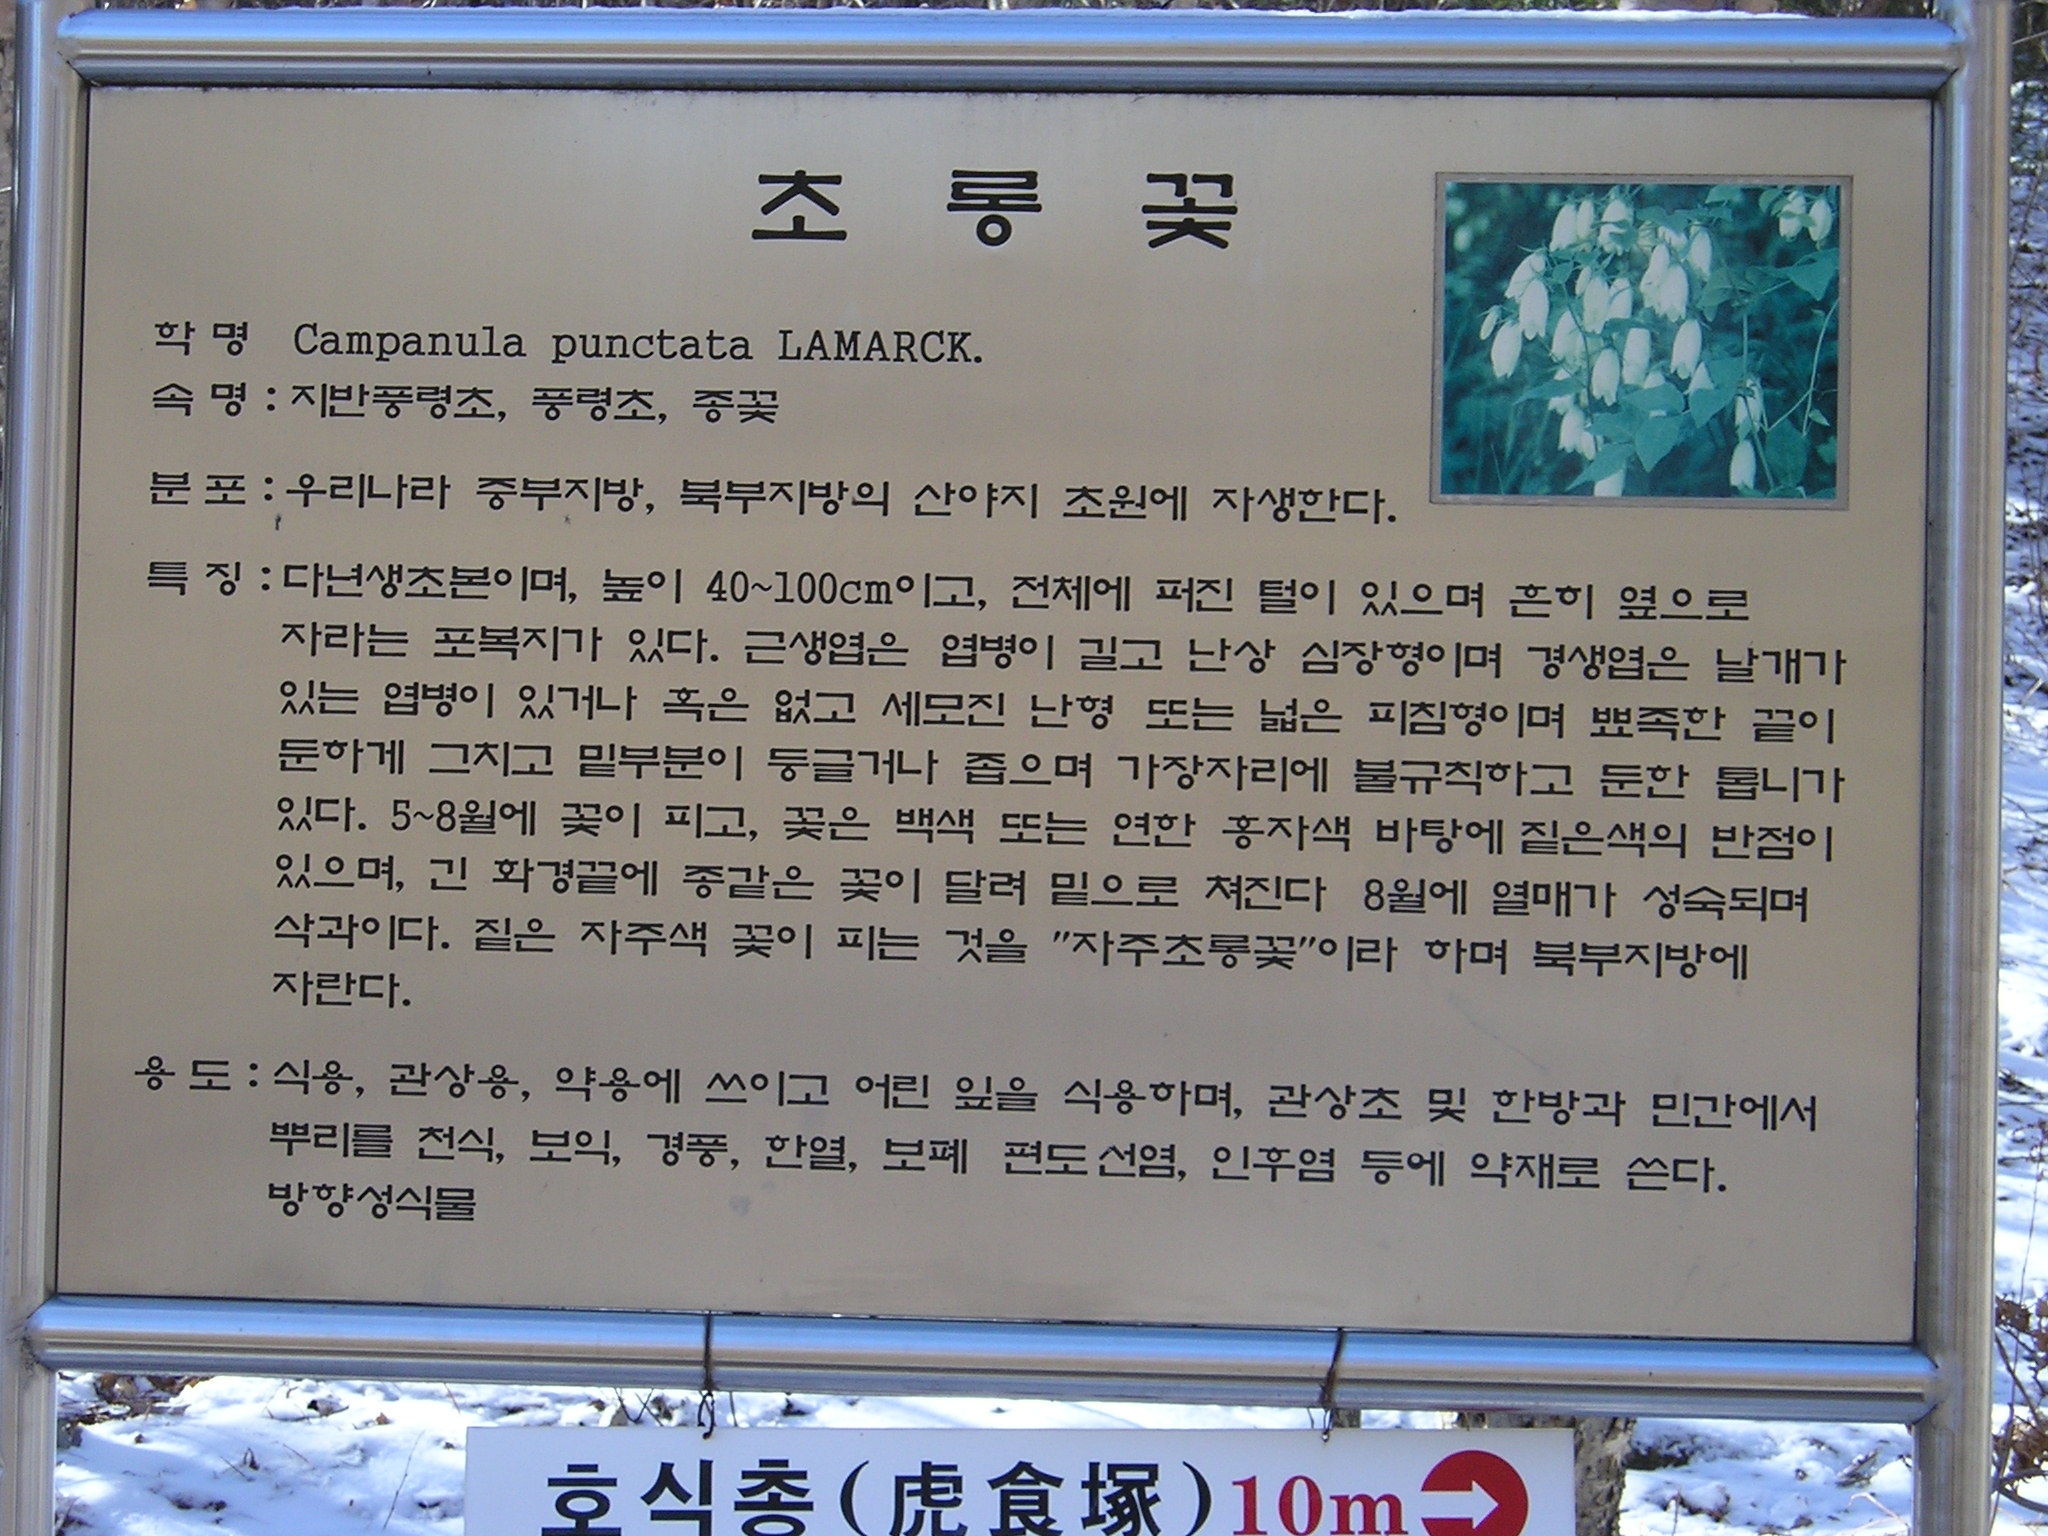 초롱꽃
학명 Campanula punctata LAMARCK.
속명 : 지반풍령초, 풍령초, 종꽃
분포 : 우리나라 중부지방, 북부지방의 산야지 초원에 자생한다.
특징 : 다년생초본이며, 높이 40~100cm이고, 전체에 퍼진 털이 있으며 흔히 옆으로
자라는 포복지가 있다. 근생엽은 엽병이 길고 난상 심장형이며 경생엽은 날개가
있는 엽병이 있거나 혹은 없고 세모진 난형 또는 넓은 피침형이며 뾰족한 끝이
둔하게 그치고 밑부분이 둥글거나 좁으며 가장자리에 불규칙하고 둔한 톱니가
있다. 5~8월에 꽃이 피고, 꽃은 백색 또는 연한 홍자색 바탕에 짙은색의 반점이
있으며, 긴 화경끝에 종같은 꽃이 달려 밑으로 쳐진다 8월에 열매가 성숙되며
삭과이다. 짙은 자주색 꽃이 피는 것을 "자주초롱꽃"이라 하며 북부지방에
자란다.
용도 : 식용, 관상용, 약용에 쓰이고 어린 잎을 식용하며, 관상초 및 한방과 민간에서
뿌리를 천식, 보익, 경풍, 한열, 보폐 편도선염, 인후염 등에 약재로 쓴다.
방향성식물
호식총(虎食塚)10m